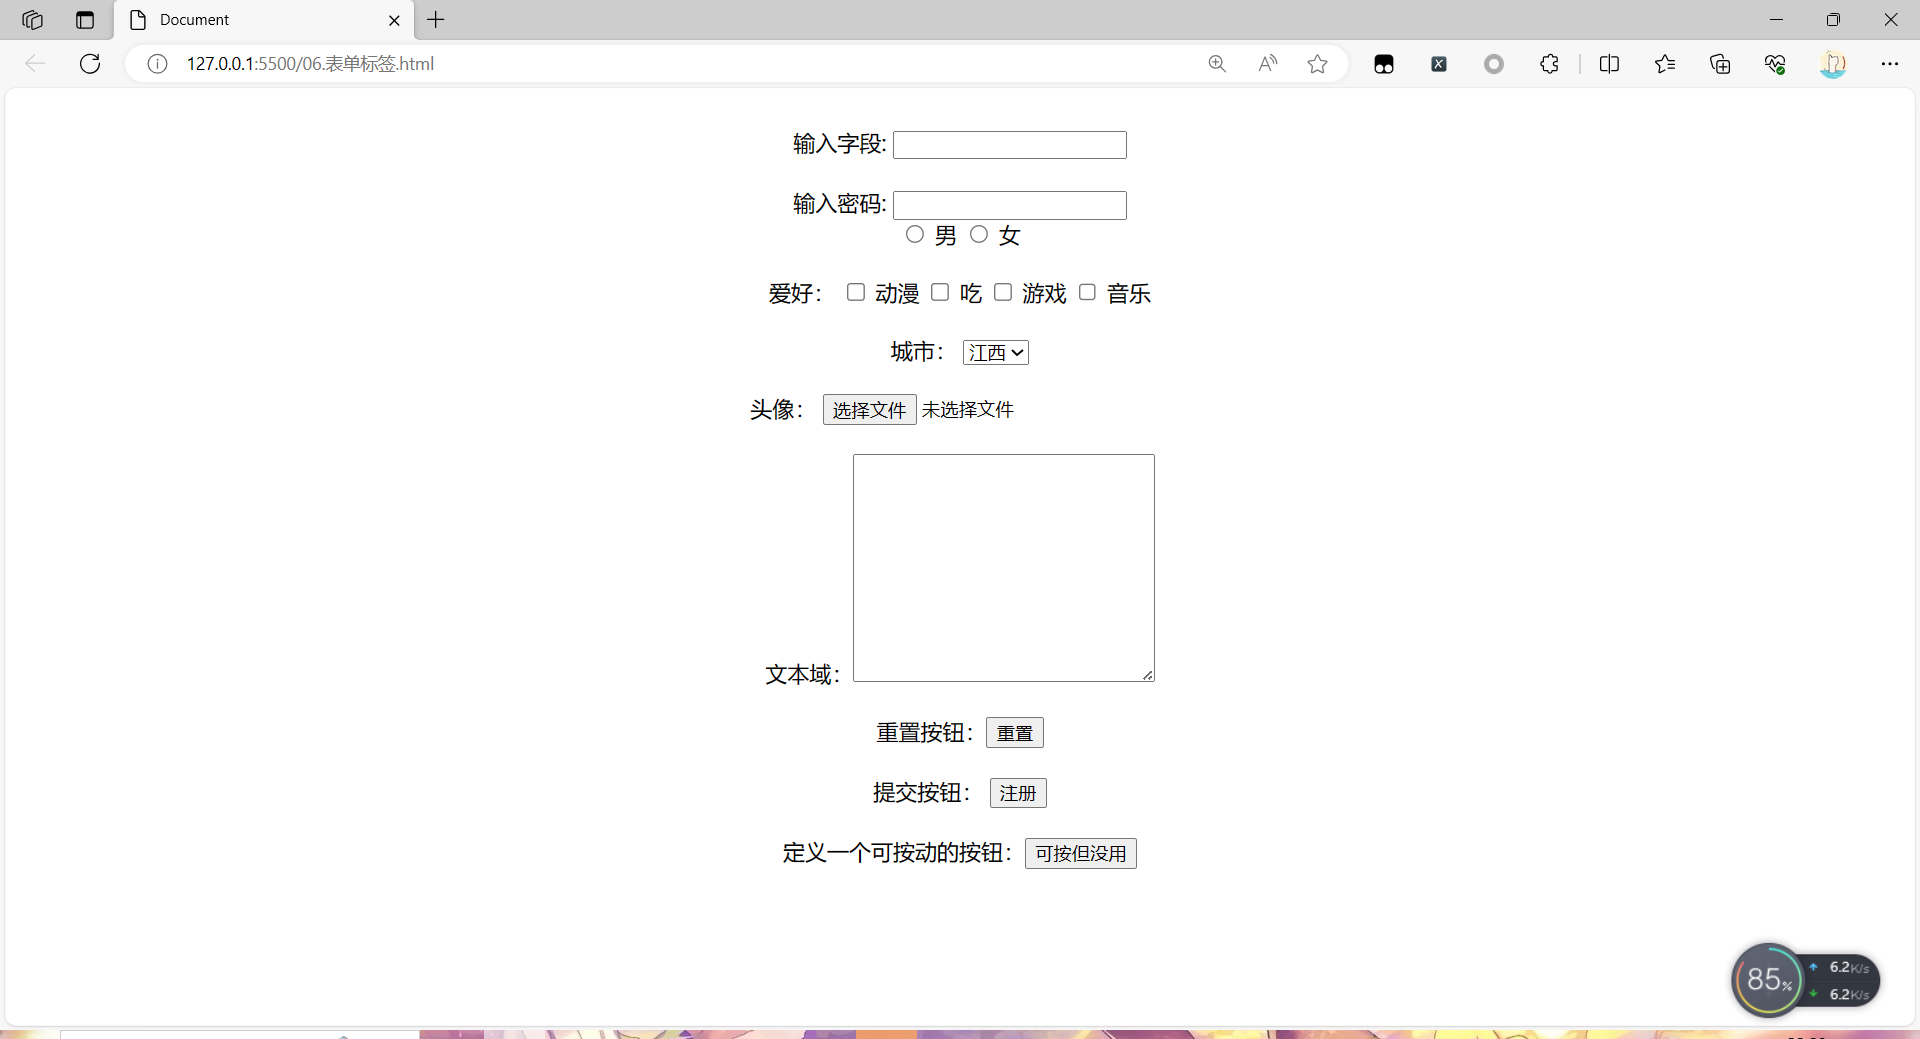 Document
127.0.0.1:5500/06.表单标签.html
输入字段:
输入密码:
男 女
爱好： 动漫 吃 游戏 音乐
城市： 江西
头像： 选择文件 未选择文件
文本域：
重置按钮： 重置
提交按钮： 注册
定义一个可按动的按钮： 可按但没用
85% 6.2K/s
6.2K/s